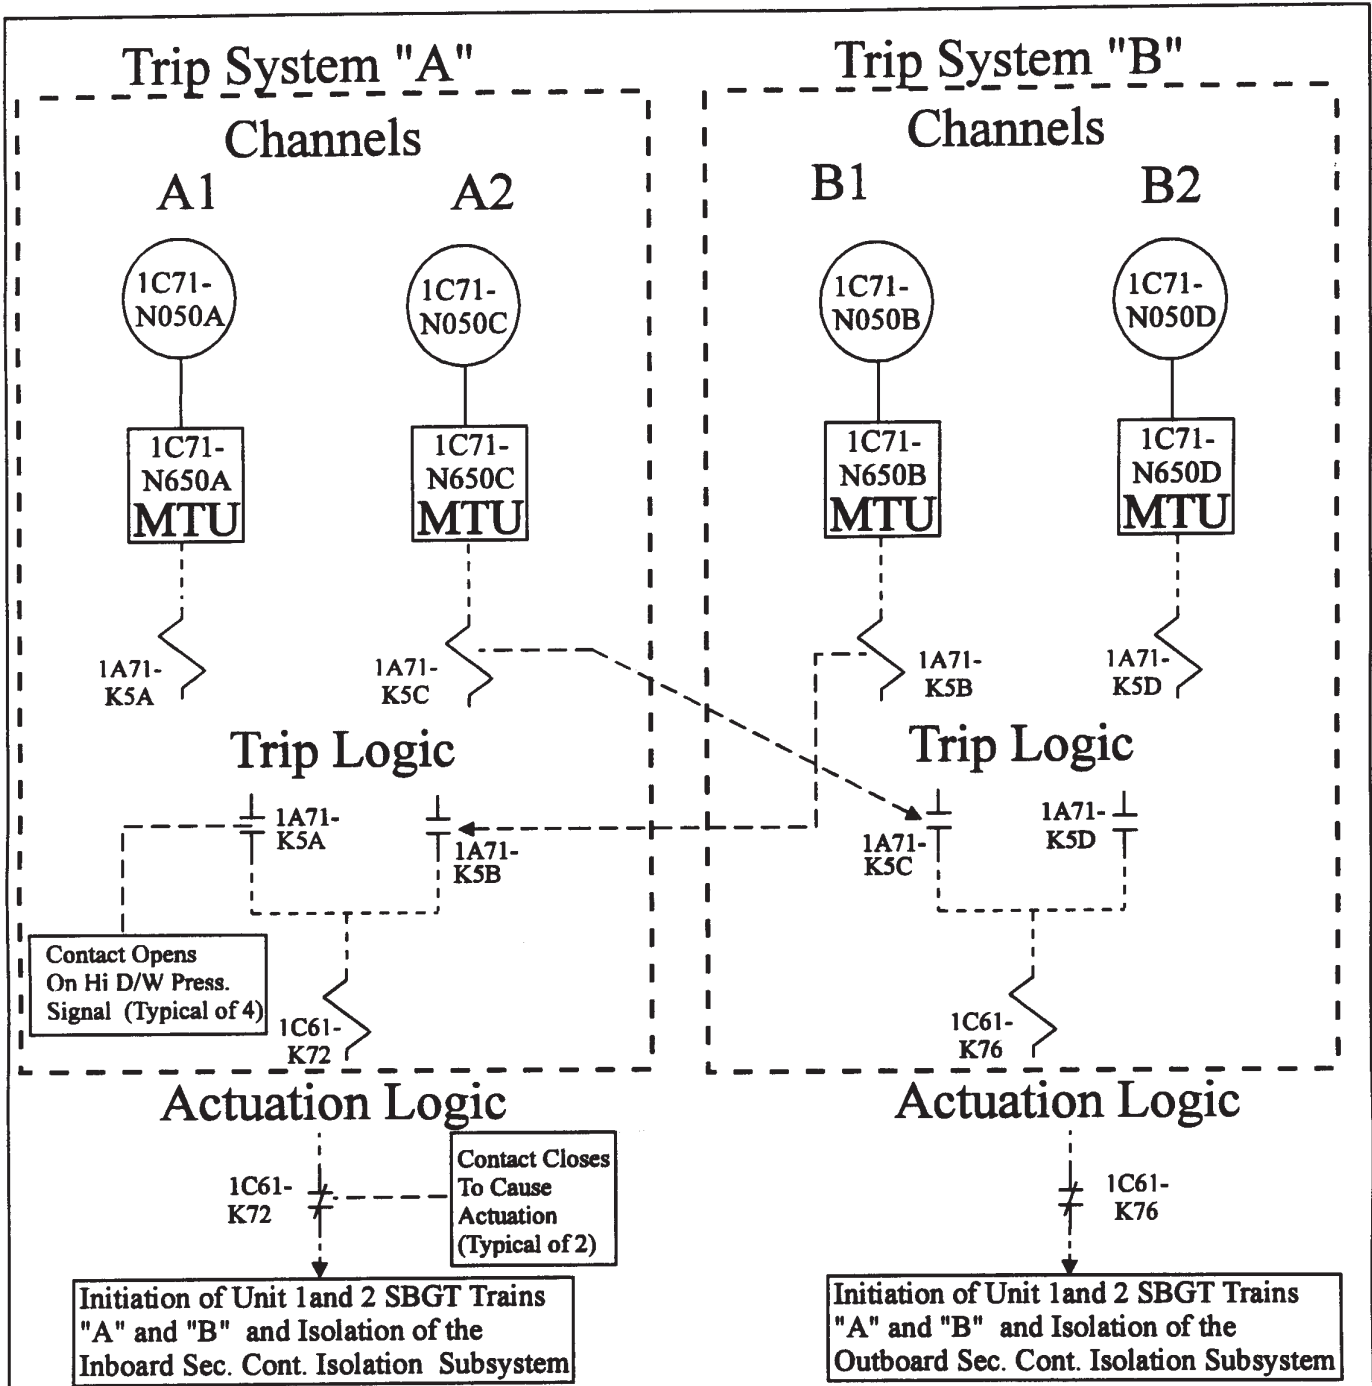 Trip System "A"
Trip System "B"
Channels
Channels
A1
A2
B1
B2
1C71-
N050A
1C71-
N050C
1C71-
N050B
1C71-
N050D
1C71-
N650A
MTU
1C71-
N650C
MTU
1C71-
N650B
MTU
1C71-
N650D
MTU
1A71-
K5A
1A71-
K5C
1A71-
K5B
1A71-
K5D
Trip Logic
Trip Logic
1A71-
K5A
1A71-
K5B
1A71-
K5C
1A71-
K5D
Contact Opens
On Hi D/W Press.
Signal (Typical of 4)
1C61-
K72
1C61-
K76
Actuation Logic
Actuation Logic
1C61-
K72
Contact Closes
To Cause
Actuation
(Typical of 2)
1C61-
K76
Initiation of Unit 1and 2 SBGT Trains
"A" and "B" and Isolation of the
Inboard Sec. Cont. Isolation Subsystem
Initiation of Unit 1and 2 SBGT Trains
"A" and "B" and Isolation of the
Outboard Sec. Cont. Isolation Subsystem